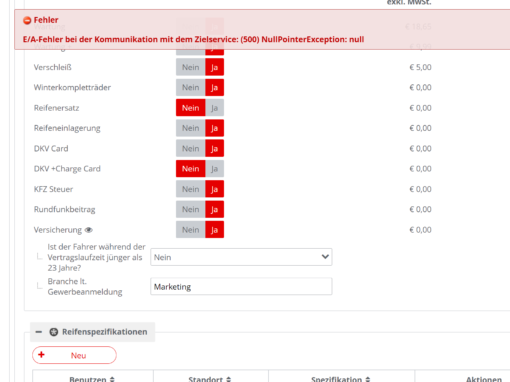 exkl. MwSt.
Fehler
E/A-Fehler bei der Kommunikation mit dem Zielservice: (500) NullPointerException: null
Verschleiß Nein Ja € 5,00
Winterkompletträder Nein Ja € 0,00
Reifenersatz Nein Ja € 0,00
Reifeneinlagerung Nein Ja € 0,00
DKV Card Nein Ja € 0,00
DKV +Charge Card Nein Ja € 0,00
KFZ Steuer Nein Ja € 0,00
Rundfunkbeitrag Nein Ja € 0,00
Versicherung Nein Ja € 0,00
Ist der Fahrer während der
Vertragslaufzeit jünger als Nein
23 Jahre?
Branche lt.
Gewerbeanmeldung Marketing
Reifenspezifikationen
+ Neu
Benutzen Standort Spezifikation Aktionen